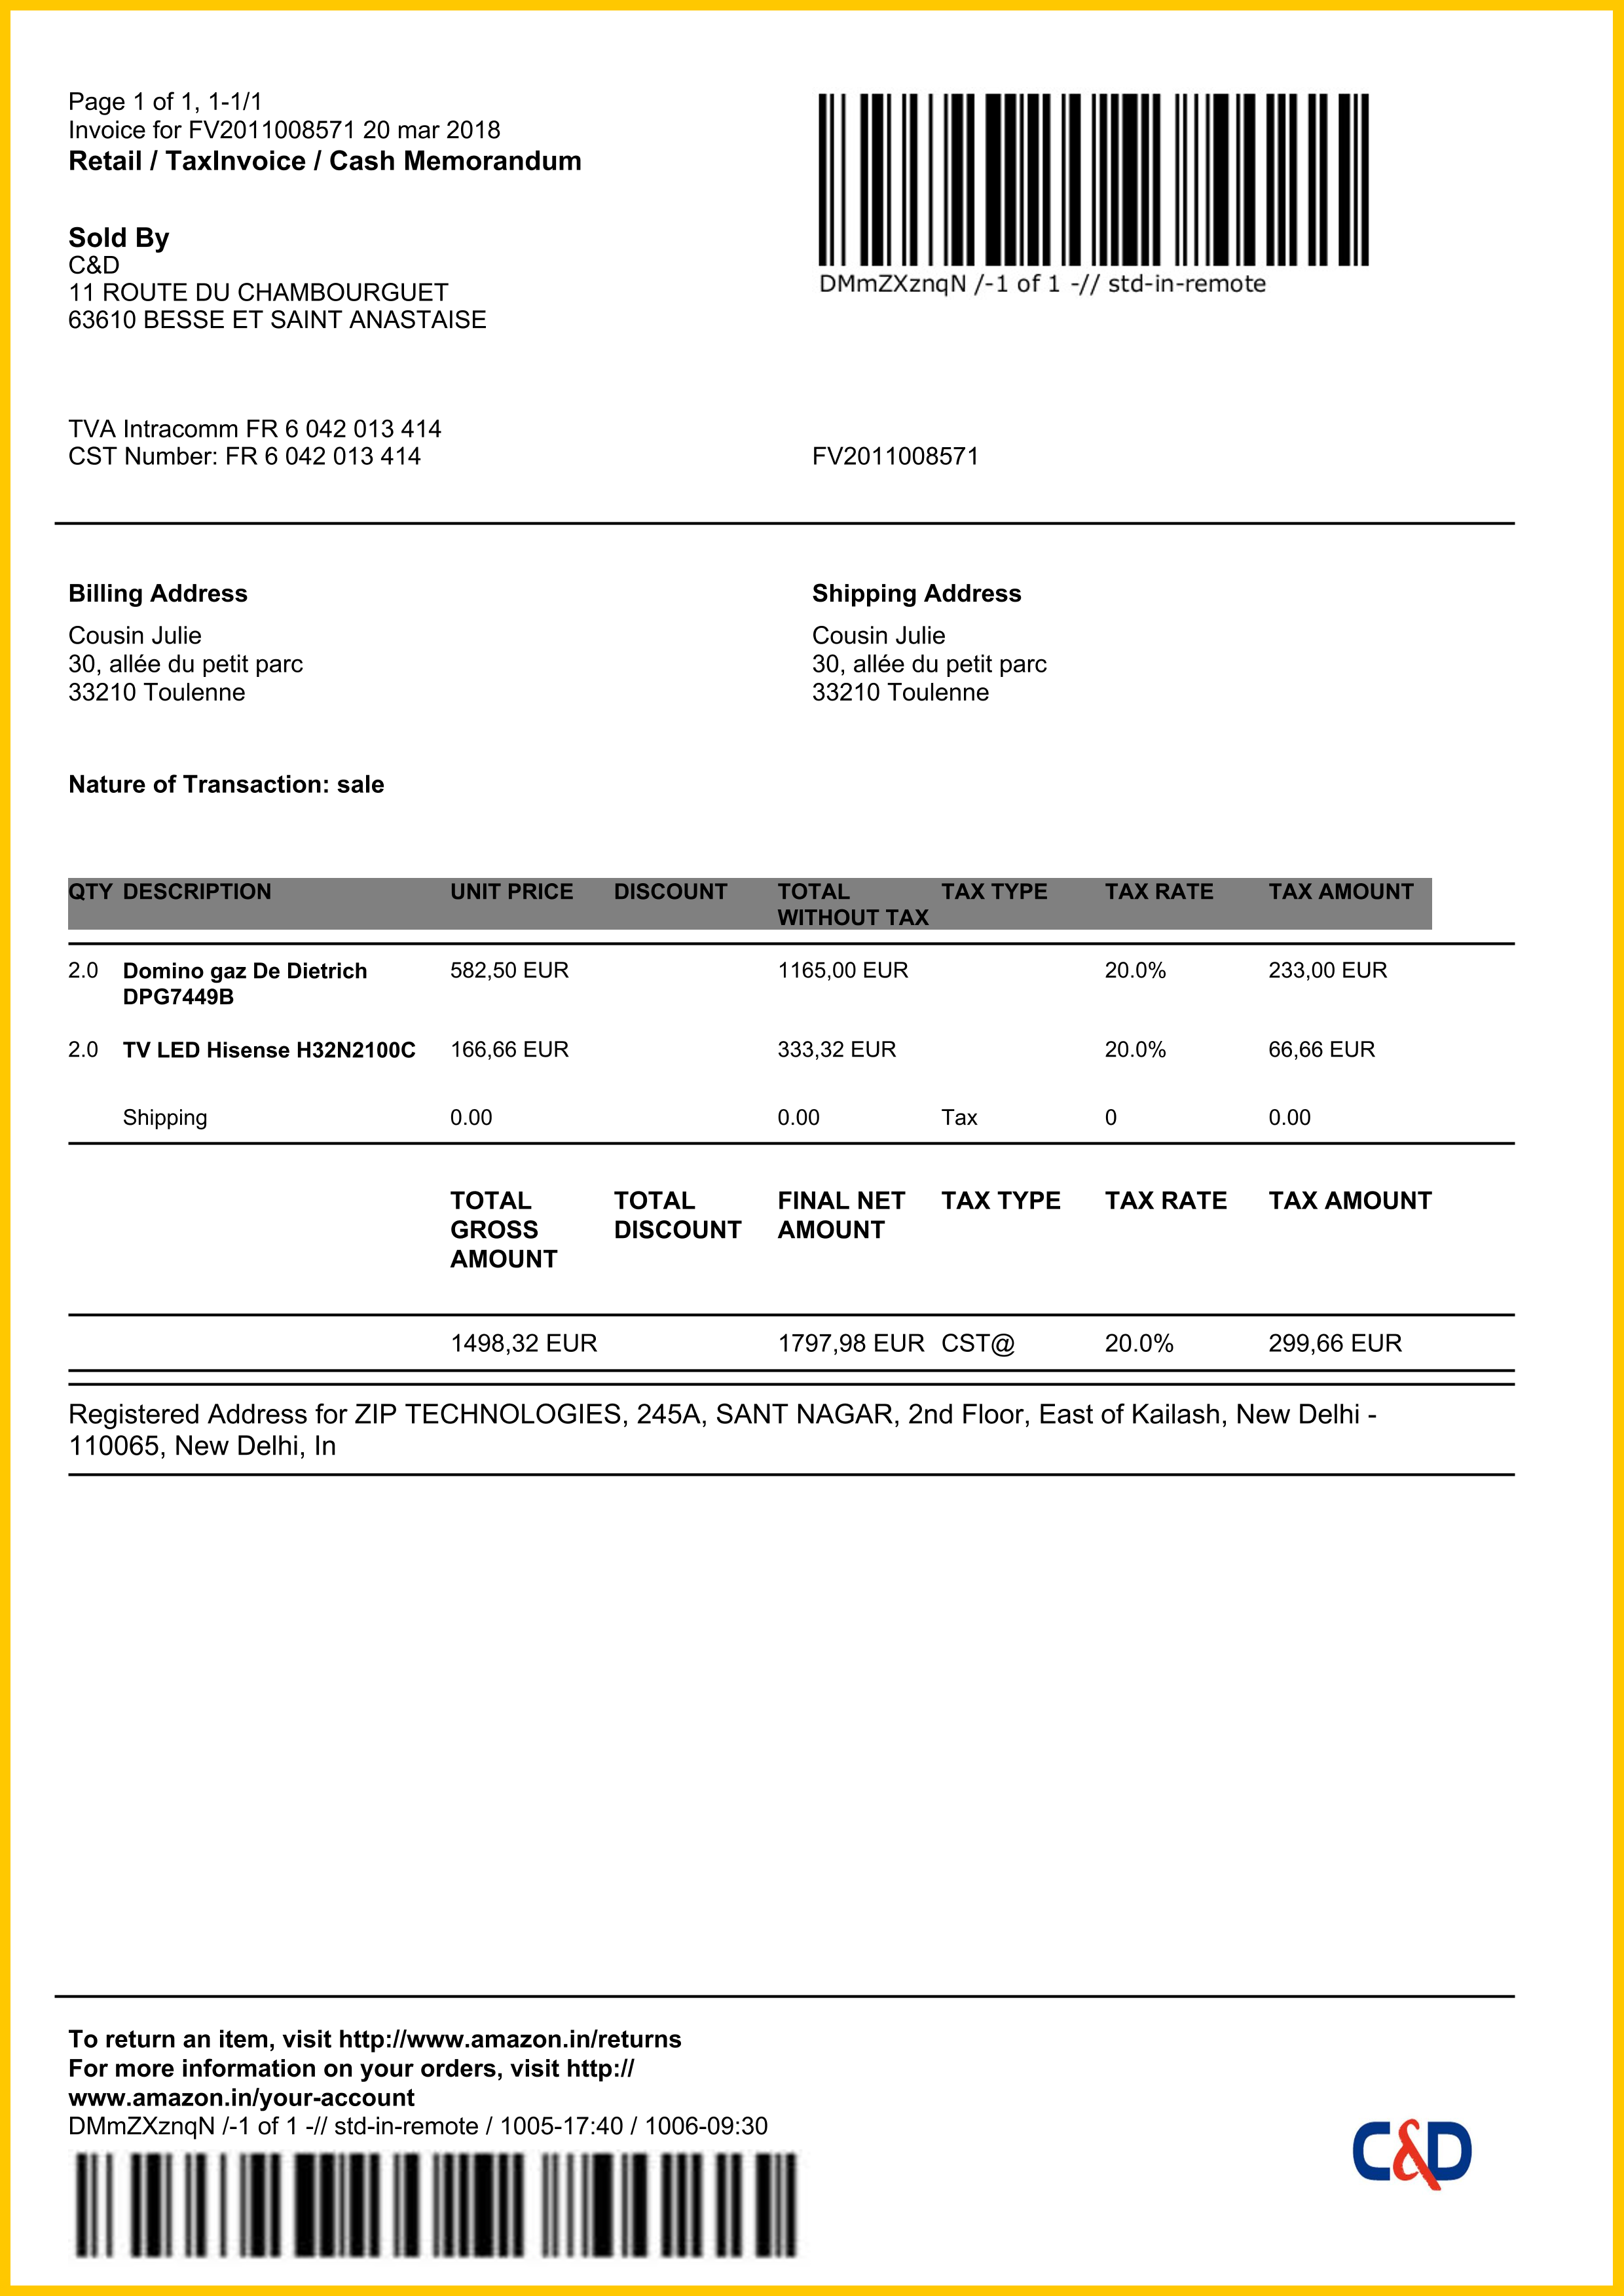 Page 1 of 1, 1-1/1
Invoice for FV2011008571 20 mar 2018
Retail / TaxInvoice / Cash Memorandum
DMmZXznqN /-1 of 1 -// std-in-remote
Sold By
C&D
11 ROUTE DU CHAMBOURGUET
63610 BESSE ET SAINT ANASTAISE
TVA Intracomm FR 6 042 013 414
CST Number: FR 6 042 013 414 FV2011008571
Billing Address
Cousin Julie
30, allée du petit parc
33210 Toulenne
Shipping Address
Cousin Julie
30, allée du petit parc
33210 Toulenne
Nature of Transaction: sale
QTY DESCRIPTION UNIT PRICE DISCOUNT TOTAL TAX TYPE TAX RATE TAX AMOUNT
WITHOUT TAX
2.0 Domino gaz De Dietrich 582,50 EUR 1165,00 EUR 20.0% 233,00 EUR
DPG7449B
2.0 TV LED Hisense H32N2100C 166,66 EUR 333,32 EUR 20.0% 66,66 EUR
Shipping 0.00 0.00 Tax 0 0.00
TOTAL TOTAL FINAL NET TAX TYPE TAX RATE TAX AMOUNT
GROSS DISCOUNT AMOUNT
AMOUNT
1498,32 EUR 1797,98 EUR CST@ 20.0% 299,66 EUR
Registered Address for ZIP TECHNOLOGIES, 245A, SANT NAGAR, 2nd Floor, East of Kailash, New Delhi -
110065, New Delhi, In
To return an item, visit http://www.amazon.in/returns
For more information on your orders, visit http://
www.amazon.in/your-account
DMmZXznqN /-1 of 1 -// std-in-remote / 1005-17:40 / 1006-09:30
C&D